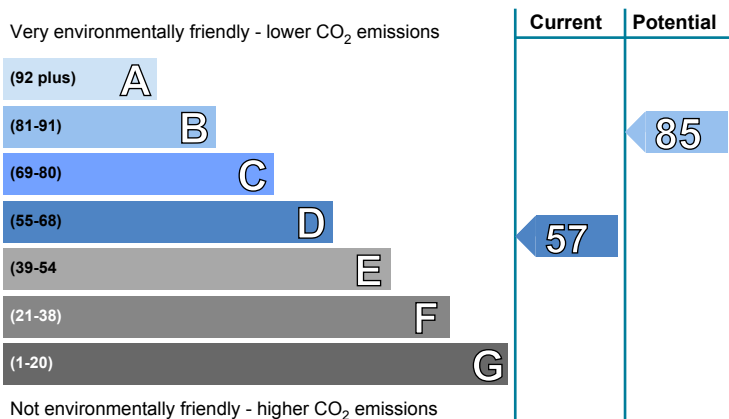 Current Potential
Very environmentally friendly - lower CO2 emissions
(92 plus) A
(81-91) B
85
(69-80) C
(55-68) D
57
(39-54 E
(21-38) F
(1-20) G
Not environmentally friendly - higher CO2 emissions